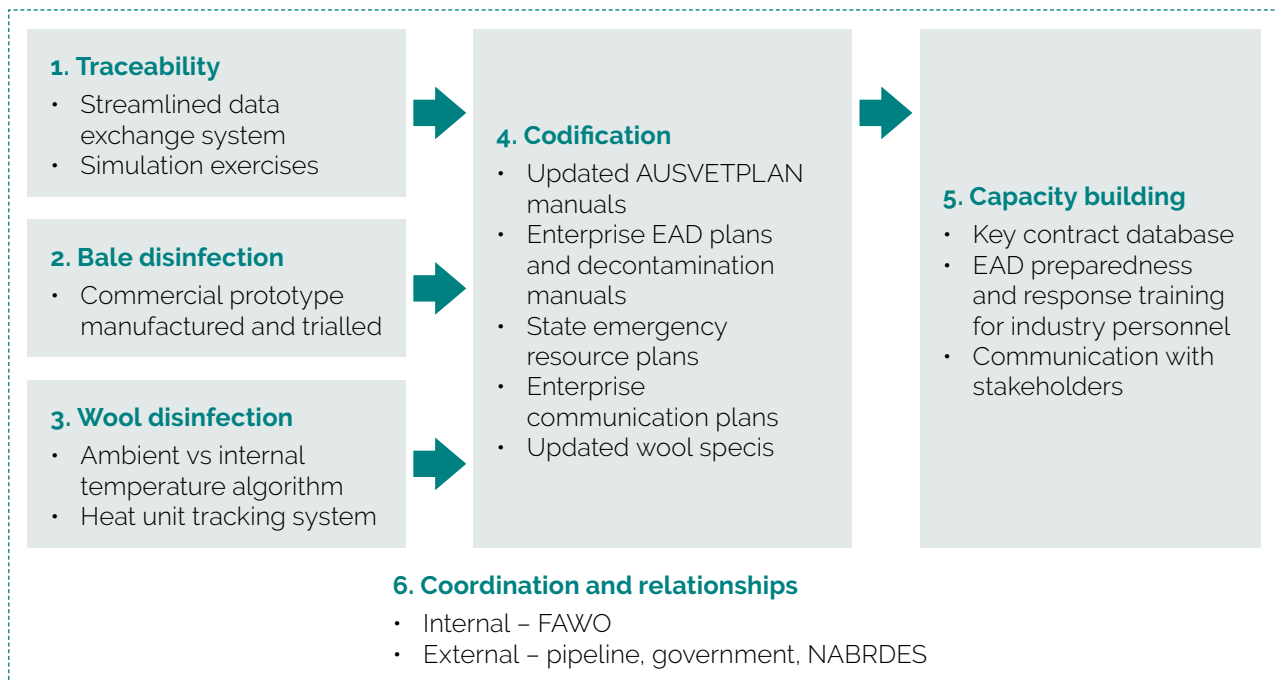 1. Traceability
• Streamlined data
exchange system
• Simulation exercises
2. Bale disinfection
• Commercial prototype
manufactured and trialled
3. Wool disinfection
• Ambient vs internal
temperature algorithm
• Heat unit tracking system
4. Codification
• Updated AUSVETPLAN
manuals
• Enterprise EAD plans
and decontamination
manuals
• State emergency
resource plans
• Enterprise
communication plans
• Updated wool specis
5. Capacity building
• Key contract database
• EAD preparedness
and response training
for industry personnel
• Communication with
stakeholders
6. Coordination and relationships
• Internal – FAWO
• External – pipeline, government, NABRDES